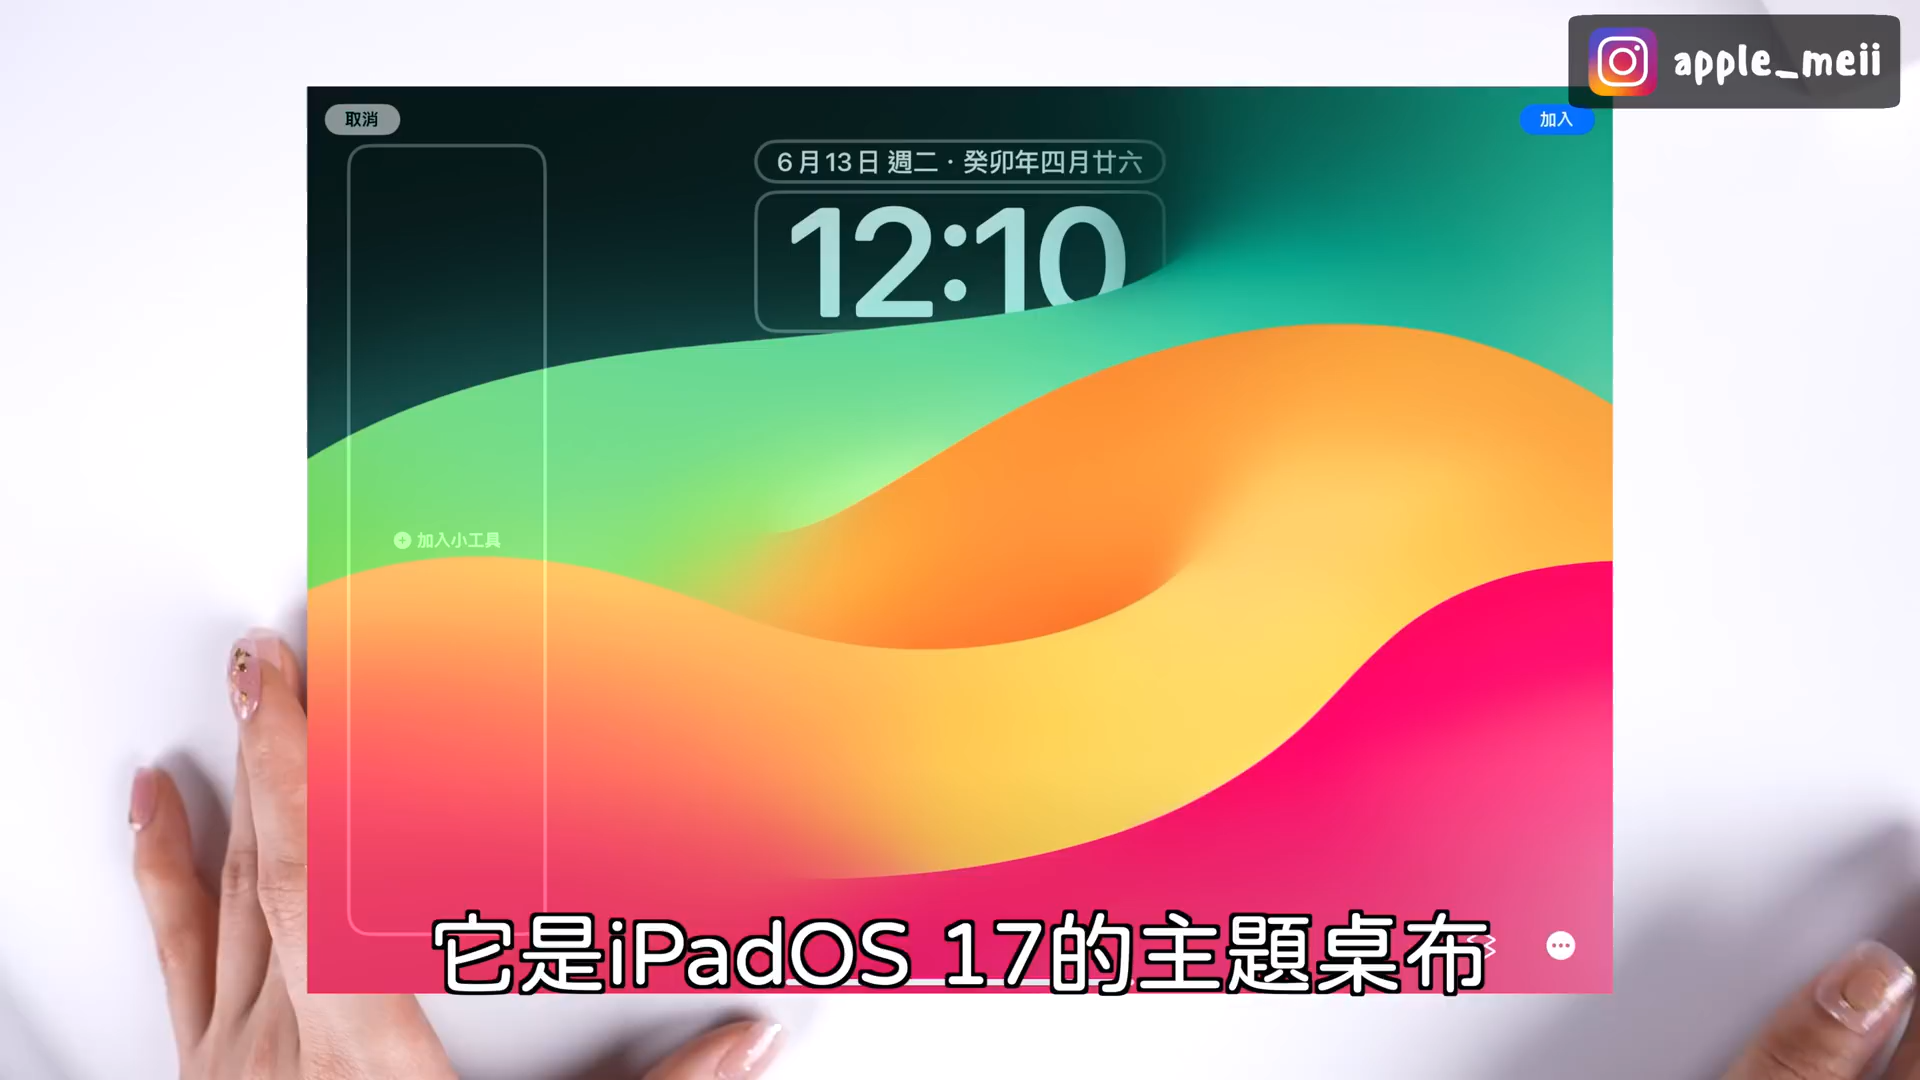 apple_meii
取消
加入
6月13日 週二·癸卯年四月廿六
12:10
加入小工具
它是iPadOS 17的主題桌布